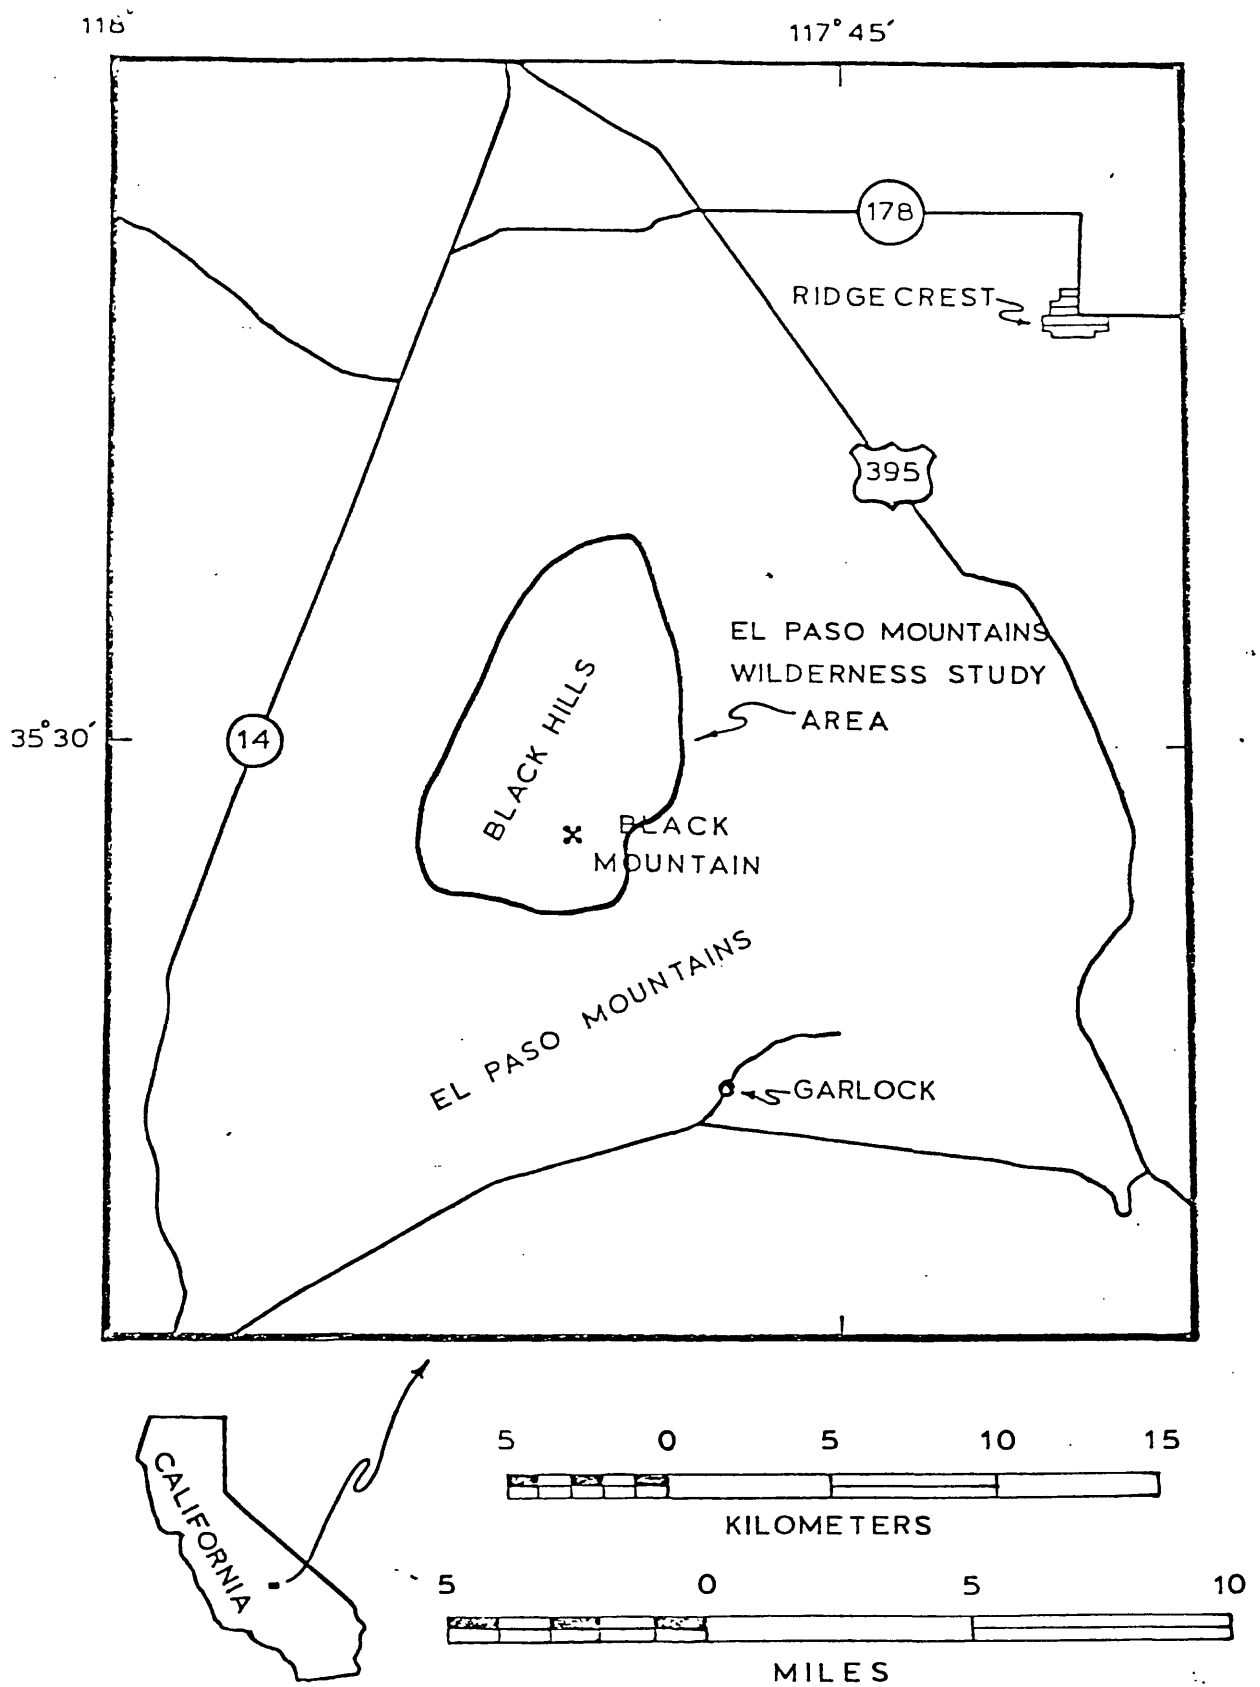 118°
117°45′
178
RIDGECREST
395
EL PASO MOUNTAINS
WILDERNESS STUDY
AREA
35°30′
14
BLACK HILLS
BLACK
MOUNTAIN
EL PASO MOUNTAINS
GARLOCK
CALIFORNIA
5 0 5 10 15
KILOMETERS
5 0 5 10
MILES